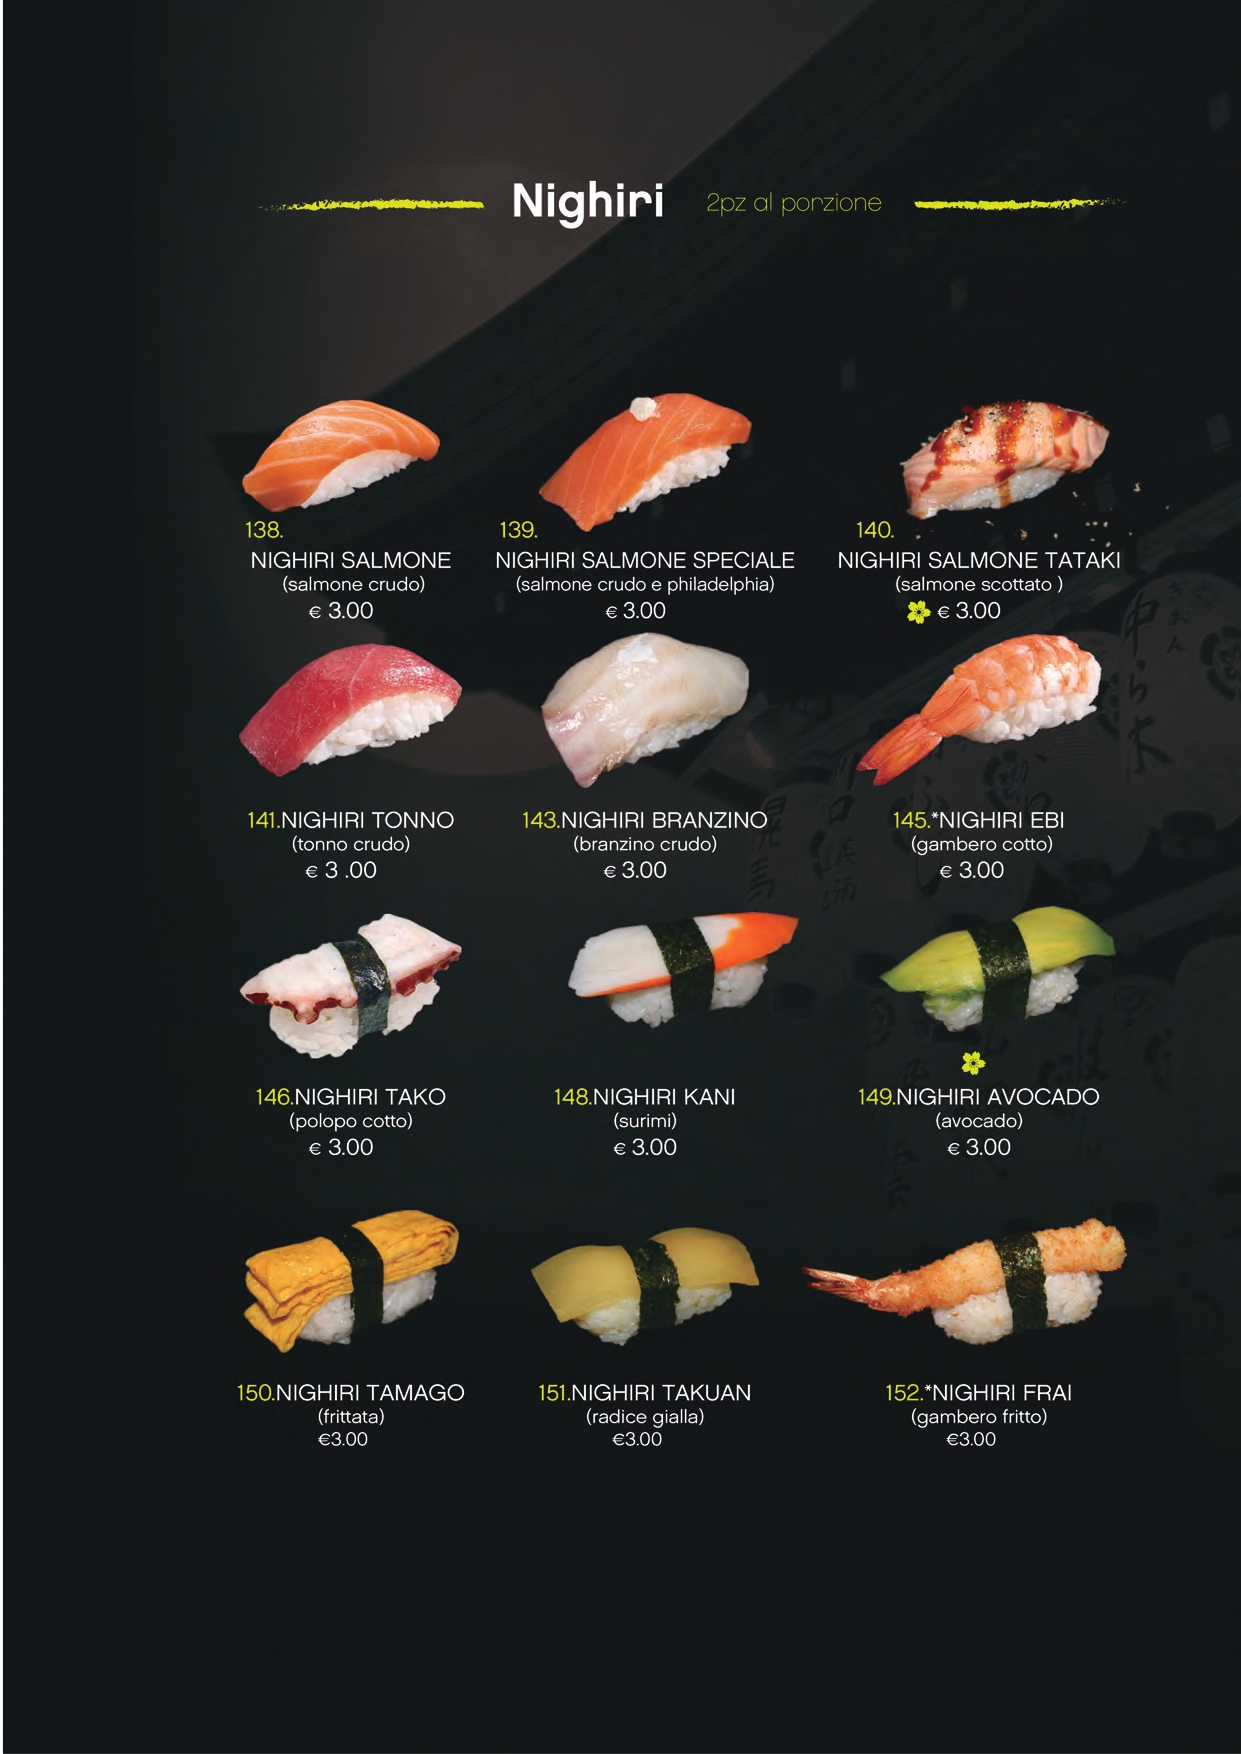 Nighiri 2pz al porzione
138.
NIGHIRI SALMONE
(salmone crudo)
€ 3.00
139.
NIGHIRI SALMONE SPECIALE
(salmone crudo e philadelphia)
€ 3.00
140.
NIGHIRI SALMONE TATAKI
(salmone scottato )
€ 3.00
141.NIGHIRI TONNO
(tonno crudo)
€ 3 .00
143.NIGHIRI BRANZINO
(branzino crudo)
€ 3.00
145.*NIGHIRI EBI
(gambero cotto)
€ 3.00
146.NIGHIRI TAKO
(polopo cotto)
€ 3.00
148.NIGHIRI KANI
(surimi)
€ 3.00
149.NIGHIRI AVOCADO
(avocado)
€ 3.00
150.NIGHIRI TAMAGO
(frittata)
€3.00
151.NIGHIRI TAKUAN
(radice gialla)
€3.00
152.*NIGHIRI FRAI
(gambero fritto)
€3.00